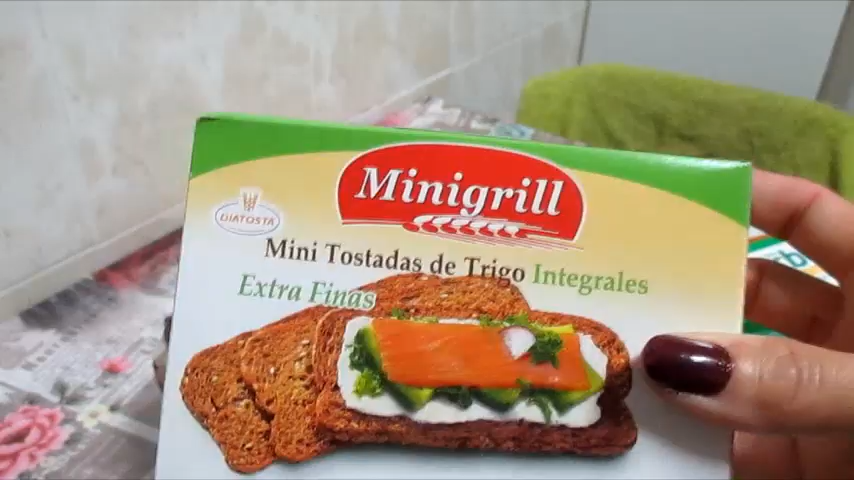 Minigrill
DIATOSTA
Mini Tostadas de Trigo Integrales
Extra Finas